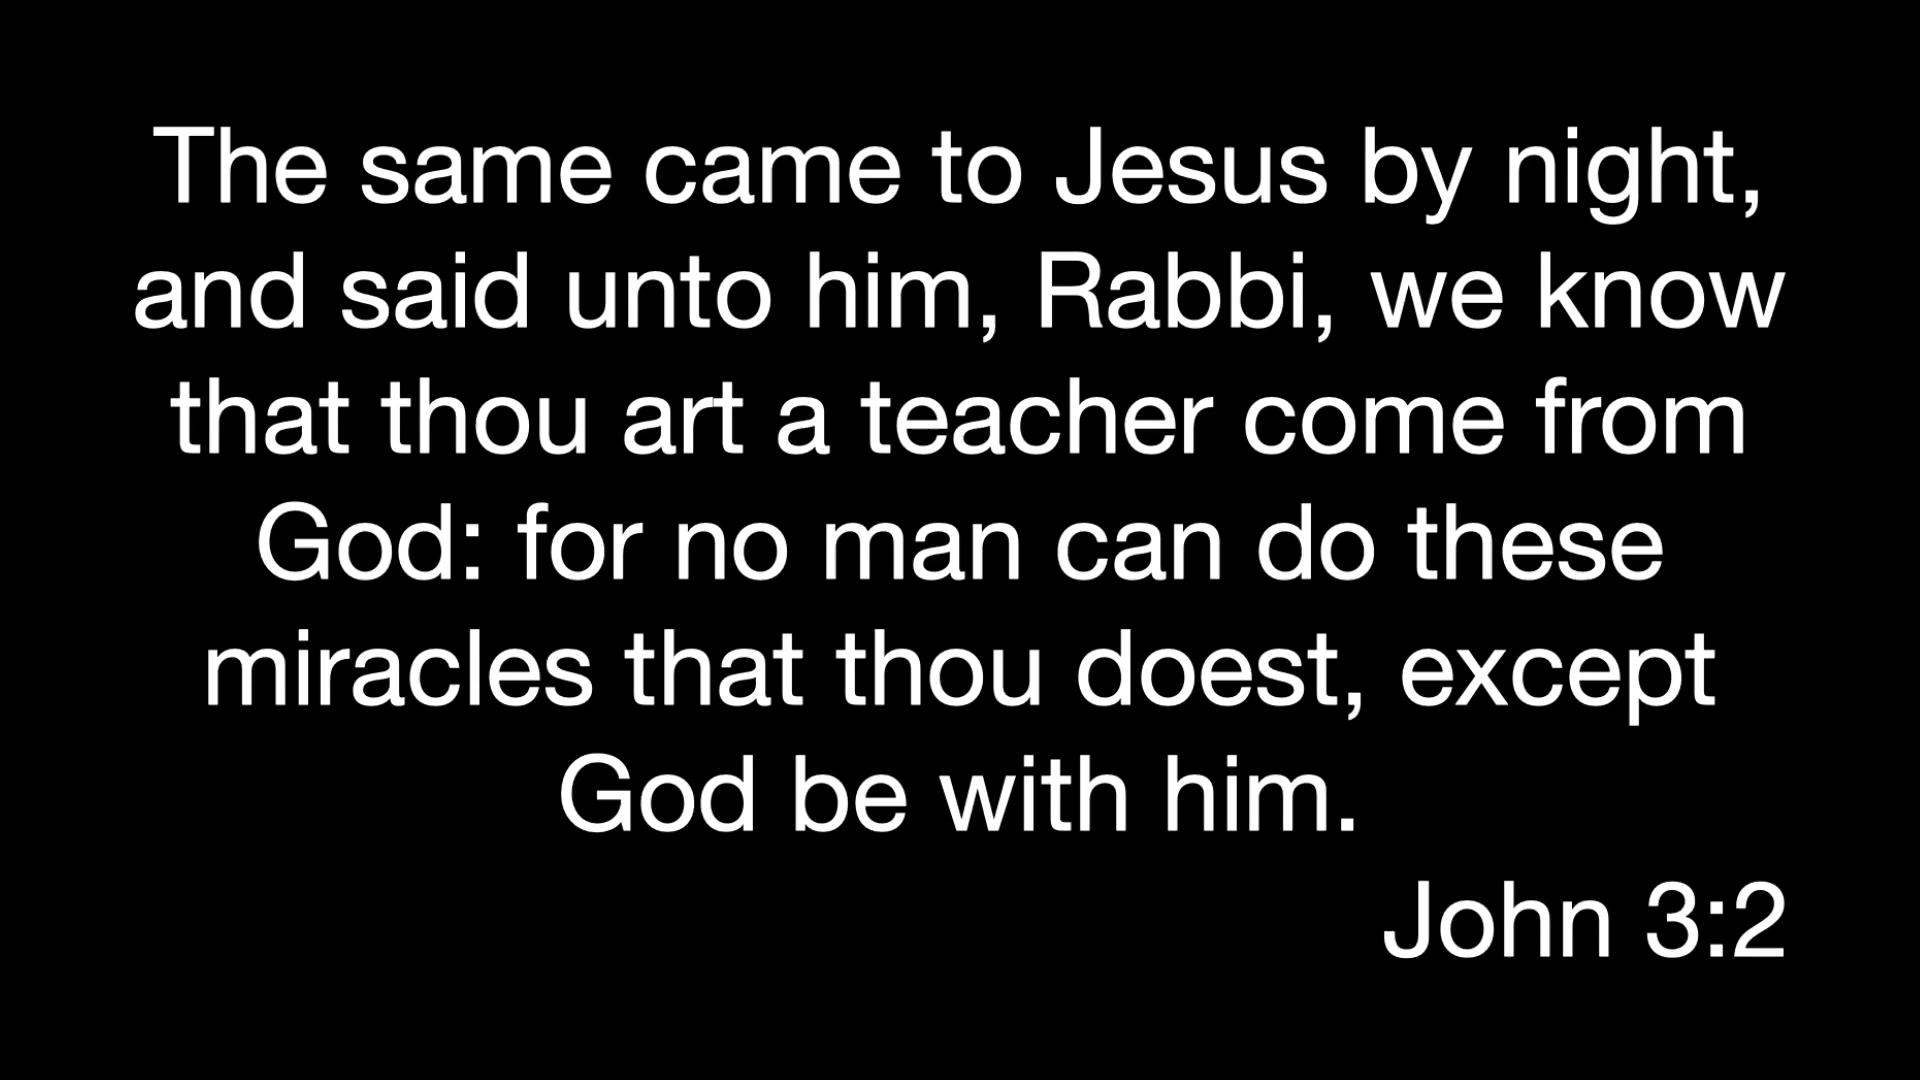 The same came to Jesus by night,
and said unto him, Rabbi, we know
that thou art a teacher come from
God: for no man can do these
miracles that thou doest, except
God be with him.
John 3:2